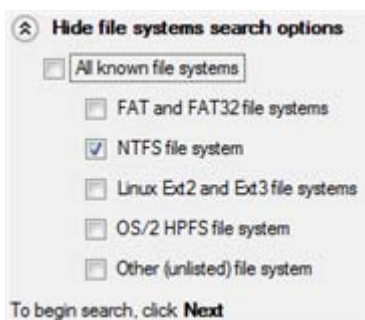 Hide file systems search options
All known file systems
FAT and FAT32 file systems
NTFS file system
Linux Ext2 and Ext3 file systems
OS/2 HPFS file system
Other (unlisted) file system
To begin search, click Next